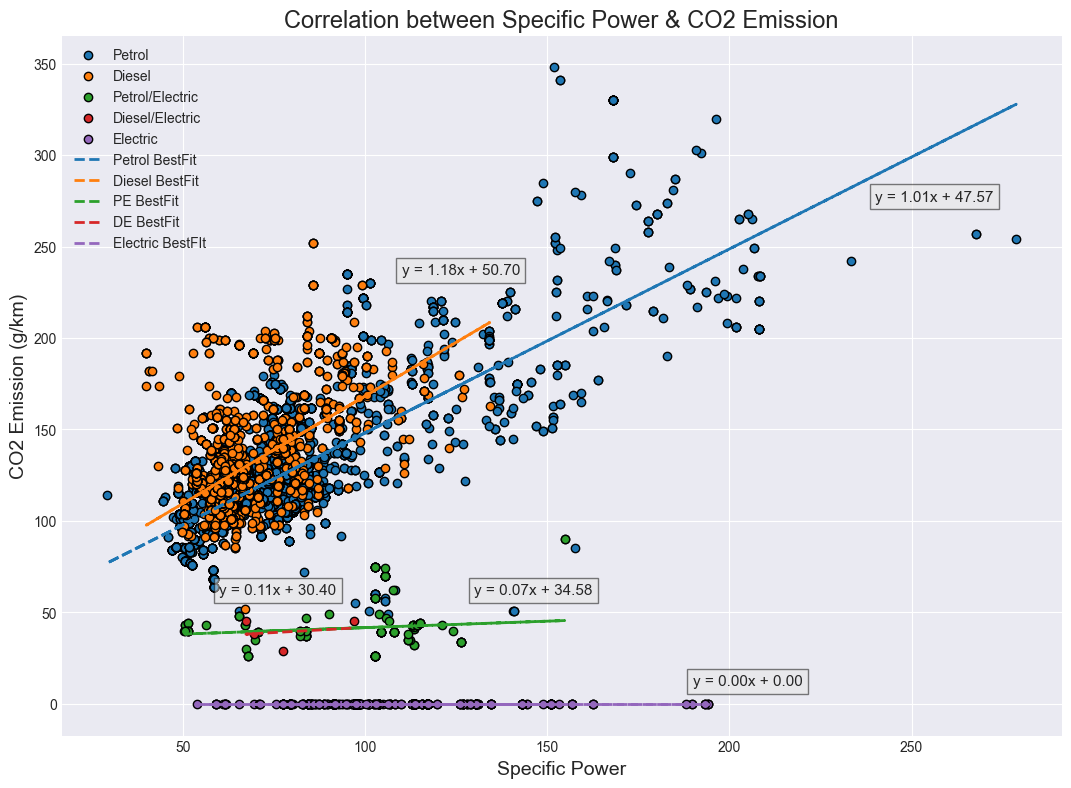 Correlation between Specific Power & CO2 Emission
Petrol
Diesel
Petrol/Electric
Diesel/Electric
Electric
Petrol BestFit
Diesel BestFit
PE BestFit
DE BestFit
Electric BestFIt
y = 1.01x + 47.57
y = 1.18x + 50.70
y = 0.11x + 30.40
y = 0.07x + 34.58
y = 0.00x + 0.00
350
300
250
200
150
100
50
0
CO2 Emission (g/km)
50
100
150
200
250
Specific Power